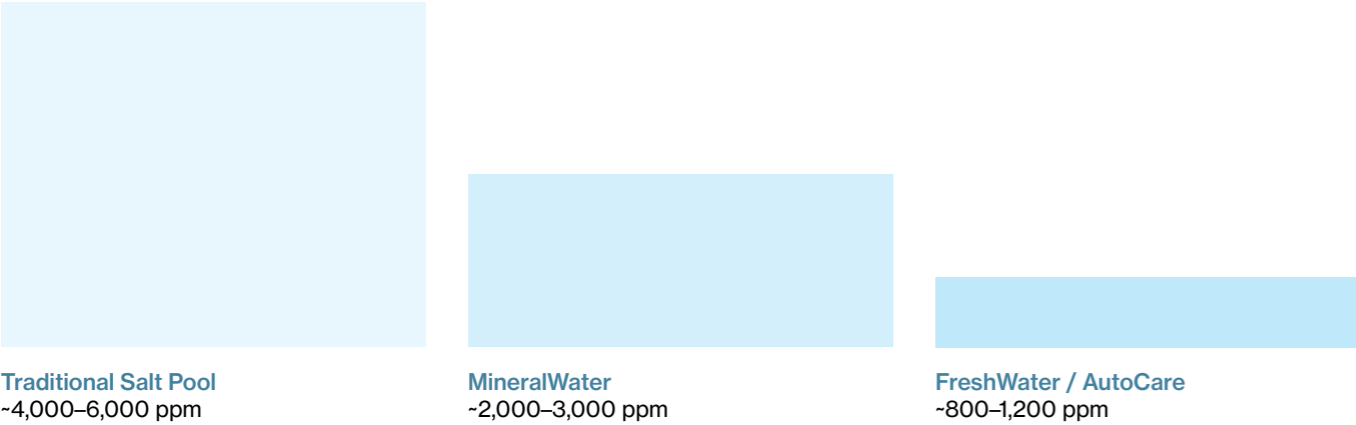 Traditional Salt Pool
~4,000–6,000 ppm
MineralWater
~2,000–3,000 ppm
FreshWater / AutoCare
~800–1,200 ppm